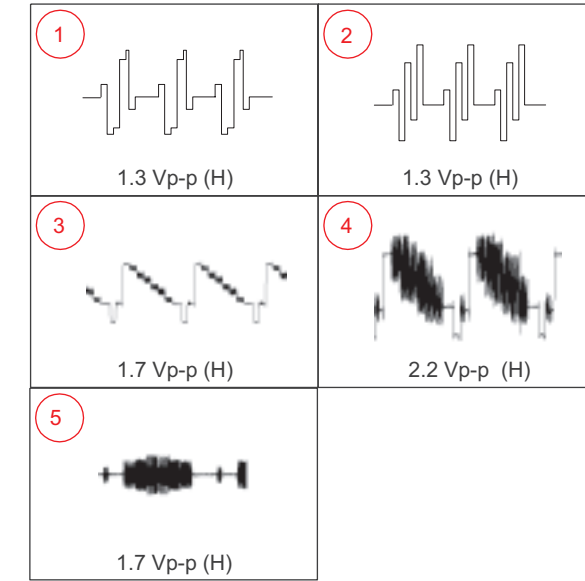 1
2
1.3 Vp-p (H)
1.3 Vp-p (H)
3
4
1.7 Vp-p (H)
2.2 Vp-p (H)
5
1.7 Vp-p (H)